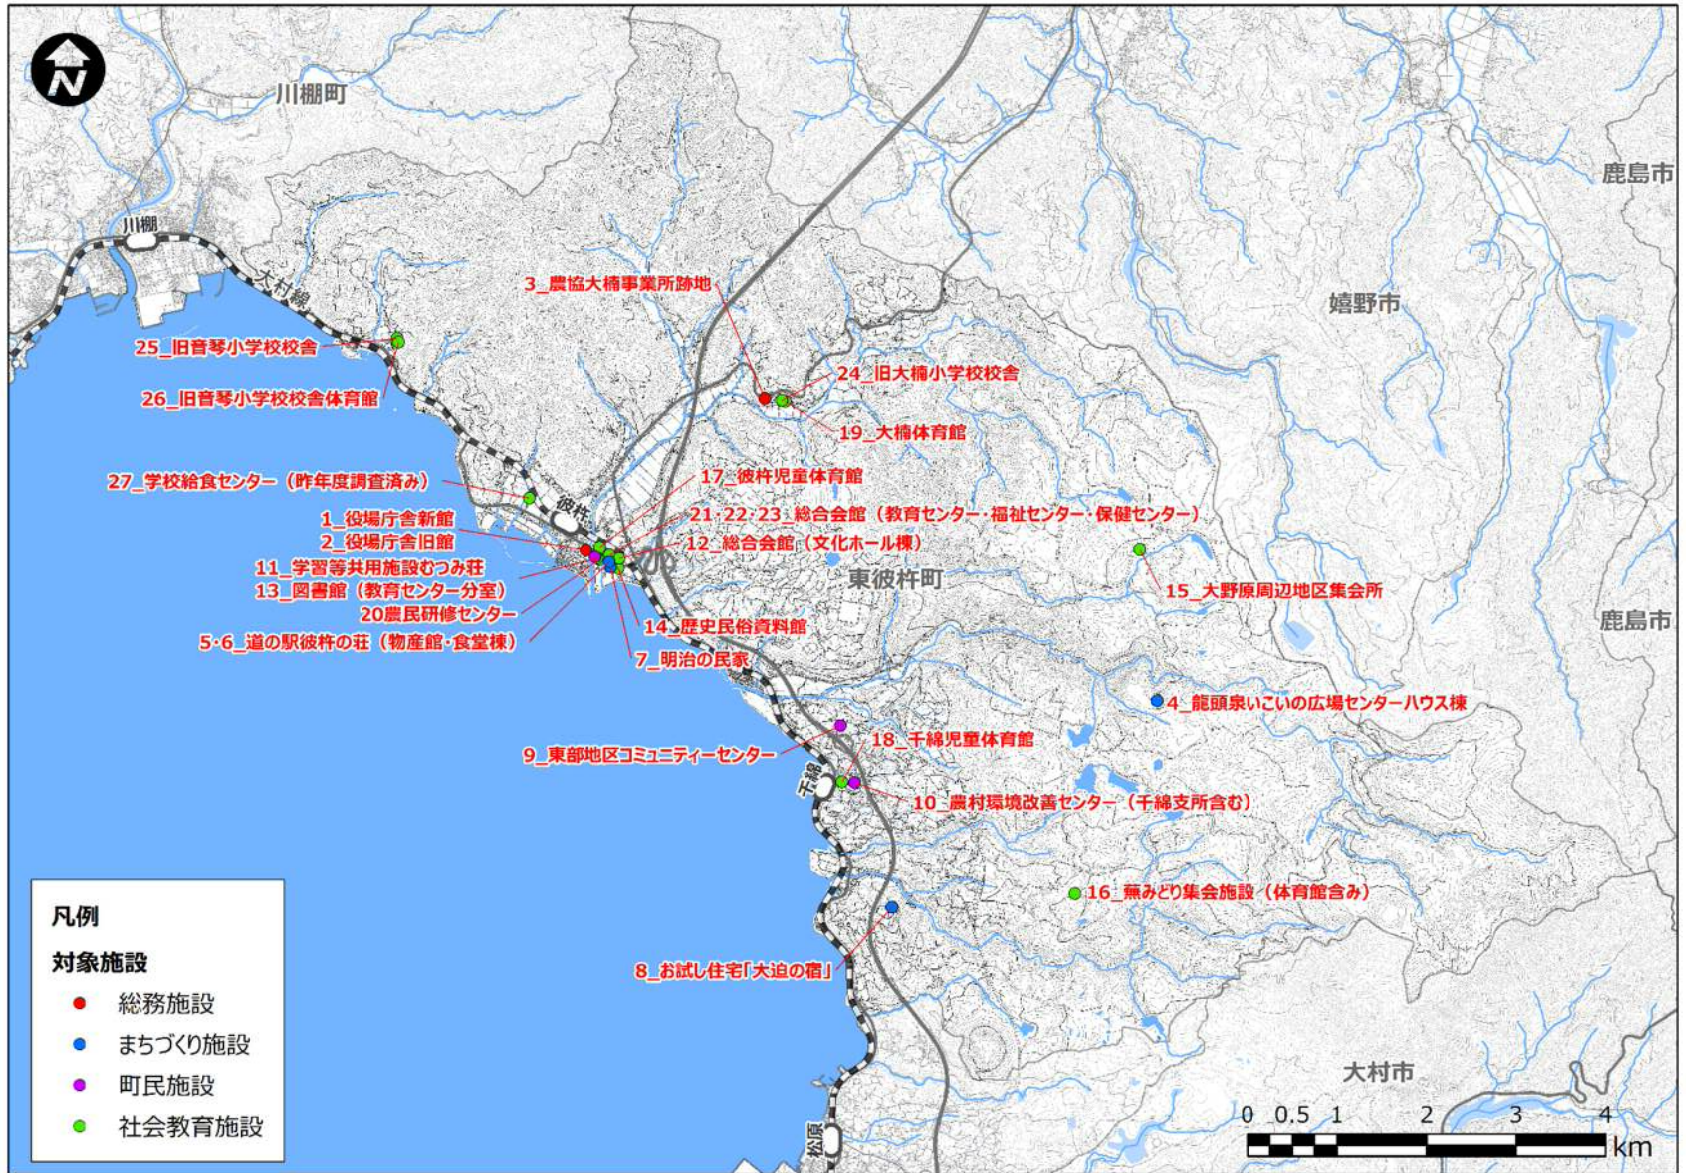 N
川棚町
鹿島市
川棚
大村線
3_農協大楠事業所跡地
嬉野市
25_旧音琴小学校校舎
24_旧大楠小学校校舎
26_旧音琴小学校校舎体育館
19_大楠体育館
17_彼杵児童体育館
27_学校給食センター（昨年度調査済み）
彼杵
21・22・23_総合会館（教育センター・福祉センター・保健センター）
1_役場庁舎新館
2_役場庁舎旧館
12_総合会館（文化ホール棟）
11_学習等共用施設むつみ荘
東彼杵町
13_図書館（教育センター分室）
15_大野原周辺地区集会所
20農民研修センター
14_歴史民俗資料館
鹿島市
5・6_道の駅彼杵の荘（物産館・食堂棟）
7_明治の民家
4_龍頭泉いこいの広場センターハウス棟
9_東部地区コミュニティーセンター
18_千綿児童体育館
千綿
10_農村環境改善センター（千綿支所含む）
16_蕪みどり集会施設（体育館含み）
8_お試し住宅「大迫の宿」
大村市
松原
凡例
対象施設
総務施設
まちづくり施設
町民施設
社会教育施設
0 0.5 1 2 3 4
km